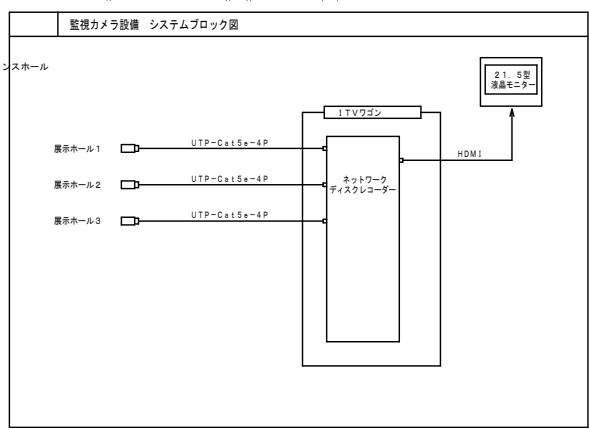 監視カメラ設備　システムブロック図
ンスホール
21.5型
液晶モニター
ITVワゴン
展示ホール1
UTP-Cat5e-4P
HDMI
展示ホール2
UTP-Cat5e-4P
ネットワーク
ディスクレコーダー
展示ホール3
UTP-Cat5e-4P